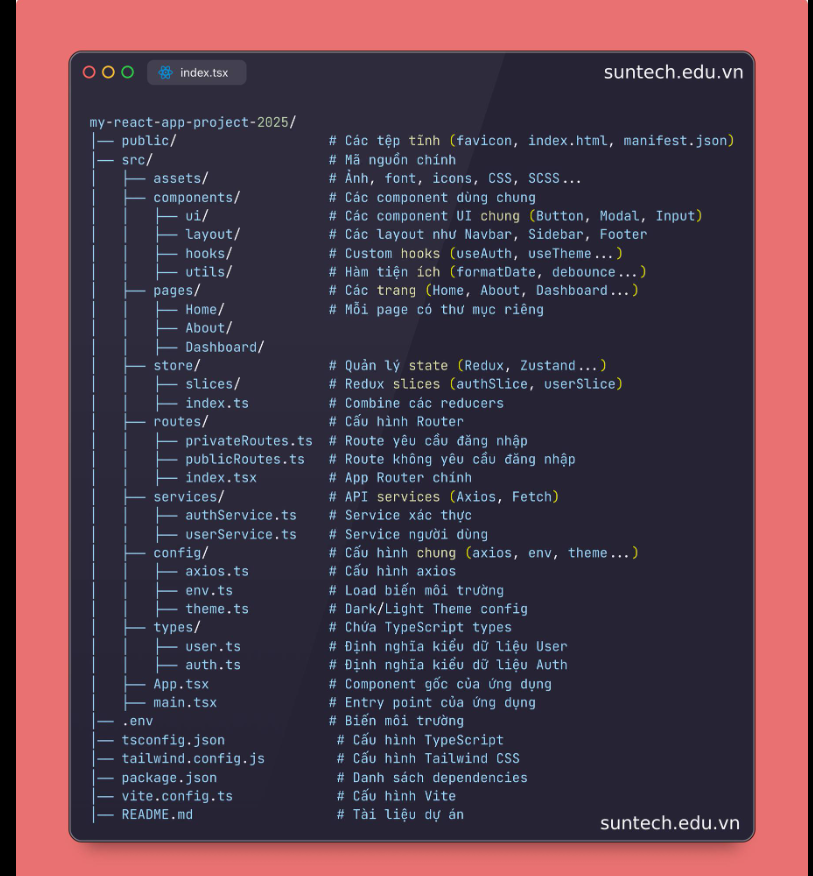 index.tsx
suntech.edu.vn
my-react-app-project-2025/
│── public/ # Các tệp tĩnh (favicon, index.html, manifest.json)
│── src/ # Mã nguồn chính
│ ├── assets/ # Ảnh, font, icons, CSS, SCSS...
│ ├── components/ # Các component dùng chung
│ │ ├── ui/ # Các component UI chung (Button, Modal, Input)
│ │ ├── layout/ # Các layout như Navbar, Sidebar, Footer
│ │ ├── hooks/ # Custom hooks (useAuth, useTheme...)
│ │ ├── utils/ # Hàm tiện ích (formatDate, debounce...)
│ ├── pages/ # Các trang (Home, About, Dashboard...)
│ │ ├── Home/ # Mỗi page có thư mục riêng
│ │ ├── About/
│ │ ├── Dashboard/
│ ├── store/ # Quản lý state (Redux, Zustand...)
│ │ ├── slices/ # Redux slices (authSlice, userSlice)
│ │ ├── index.ts # Combine các reducers
│ ├── routes/ # Cấu hình Router
│ │ ├── privateRoutes.ts # Route yêu cầu đăng nhập
│ │ ├── publicRoutes.ts # Route không yêu cầu đăng nhập
│ │ ├── index.tsx # App Router chính
│ ├── services/ # API services (Axios, Fetch)
│ │ ├── authService.ts # Service xác thực
│ │ ├── userService.ts # Service người dùng
│ ├── config/ # Cấu hình chung (axios, env, theme...)
│ │ ├── axios.ts # Cấu hình axios
│ │ ├── env.ts # Load biến môi trường
│ │ ├── theme.ts # Dark/Light Theme config
│ ├── types/ # Chứa TypeScript types
│ │ ├── user.ts # Định nghĩa kiểu dữ liệu User
│ │ ├── auth.ts # Định nghĩa kiểu dữ liệu Auth
│ ├── App.tsx # Component gốc của ứng dụng
│ ├── main.tsx # Entry point của ứng dụng
│── .env # Biến môi trường
│── tsconfig.json # Cấu hình TypeScript
│── tailwind.config.js # Cấu hình Tailwind CSS
│── package.json # Danh sách dependencies
│── vite.config.ts # Cấu hình Vite
│── README.md # Tài liệu dự án
suntech.edu.vn